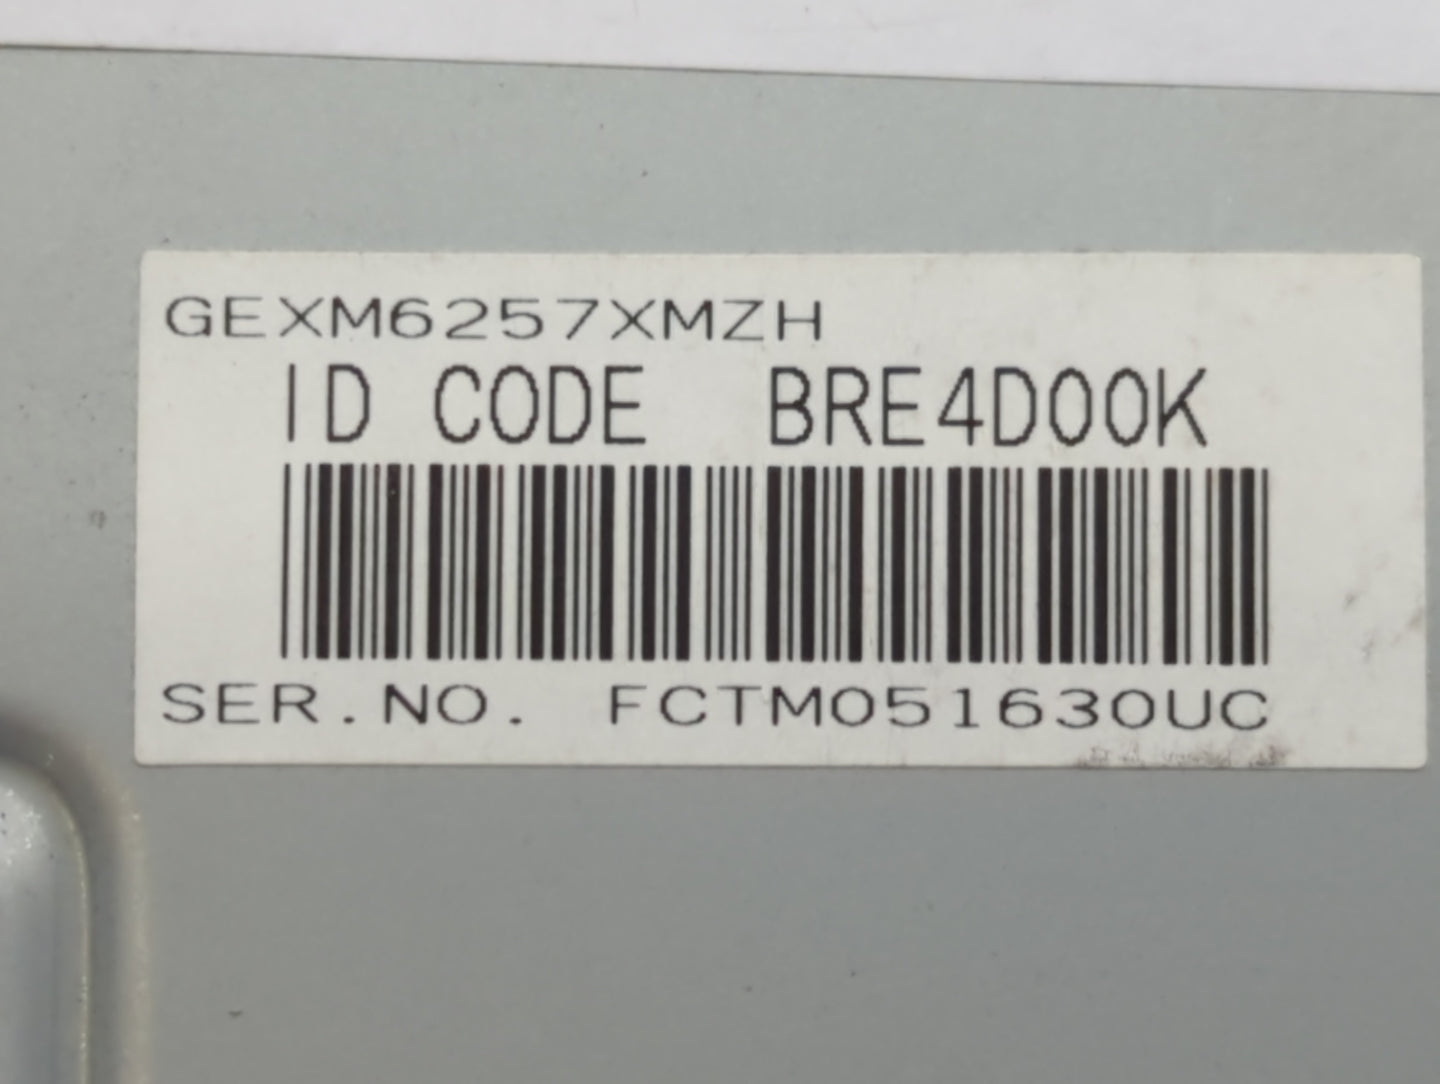 GEXM6257XMZH
ID CODE BRE4D00K
SER.NO. FCTM051630UC